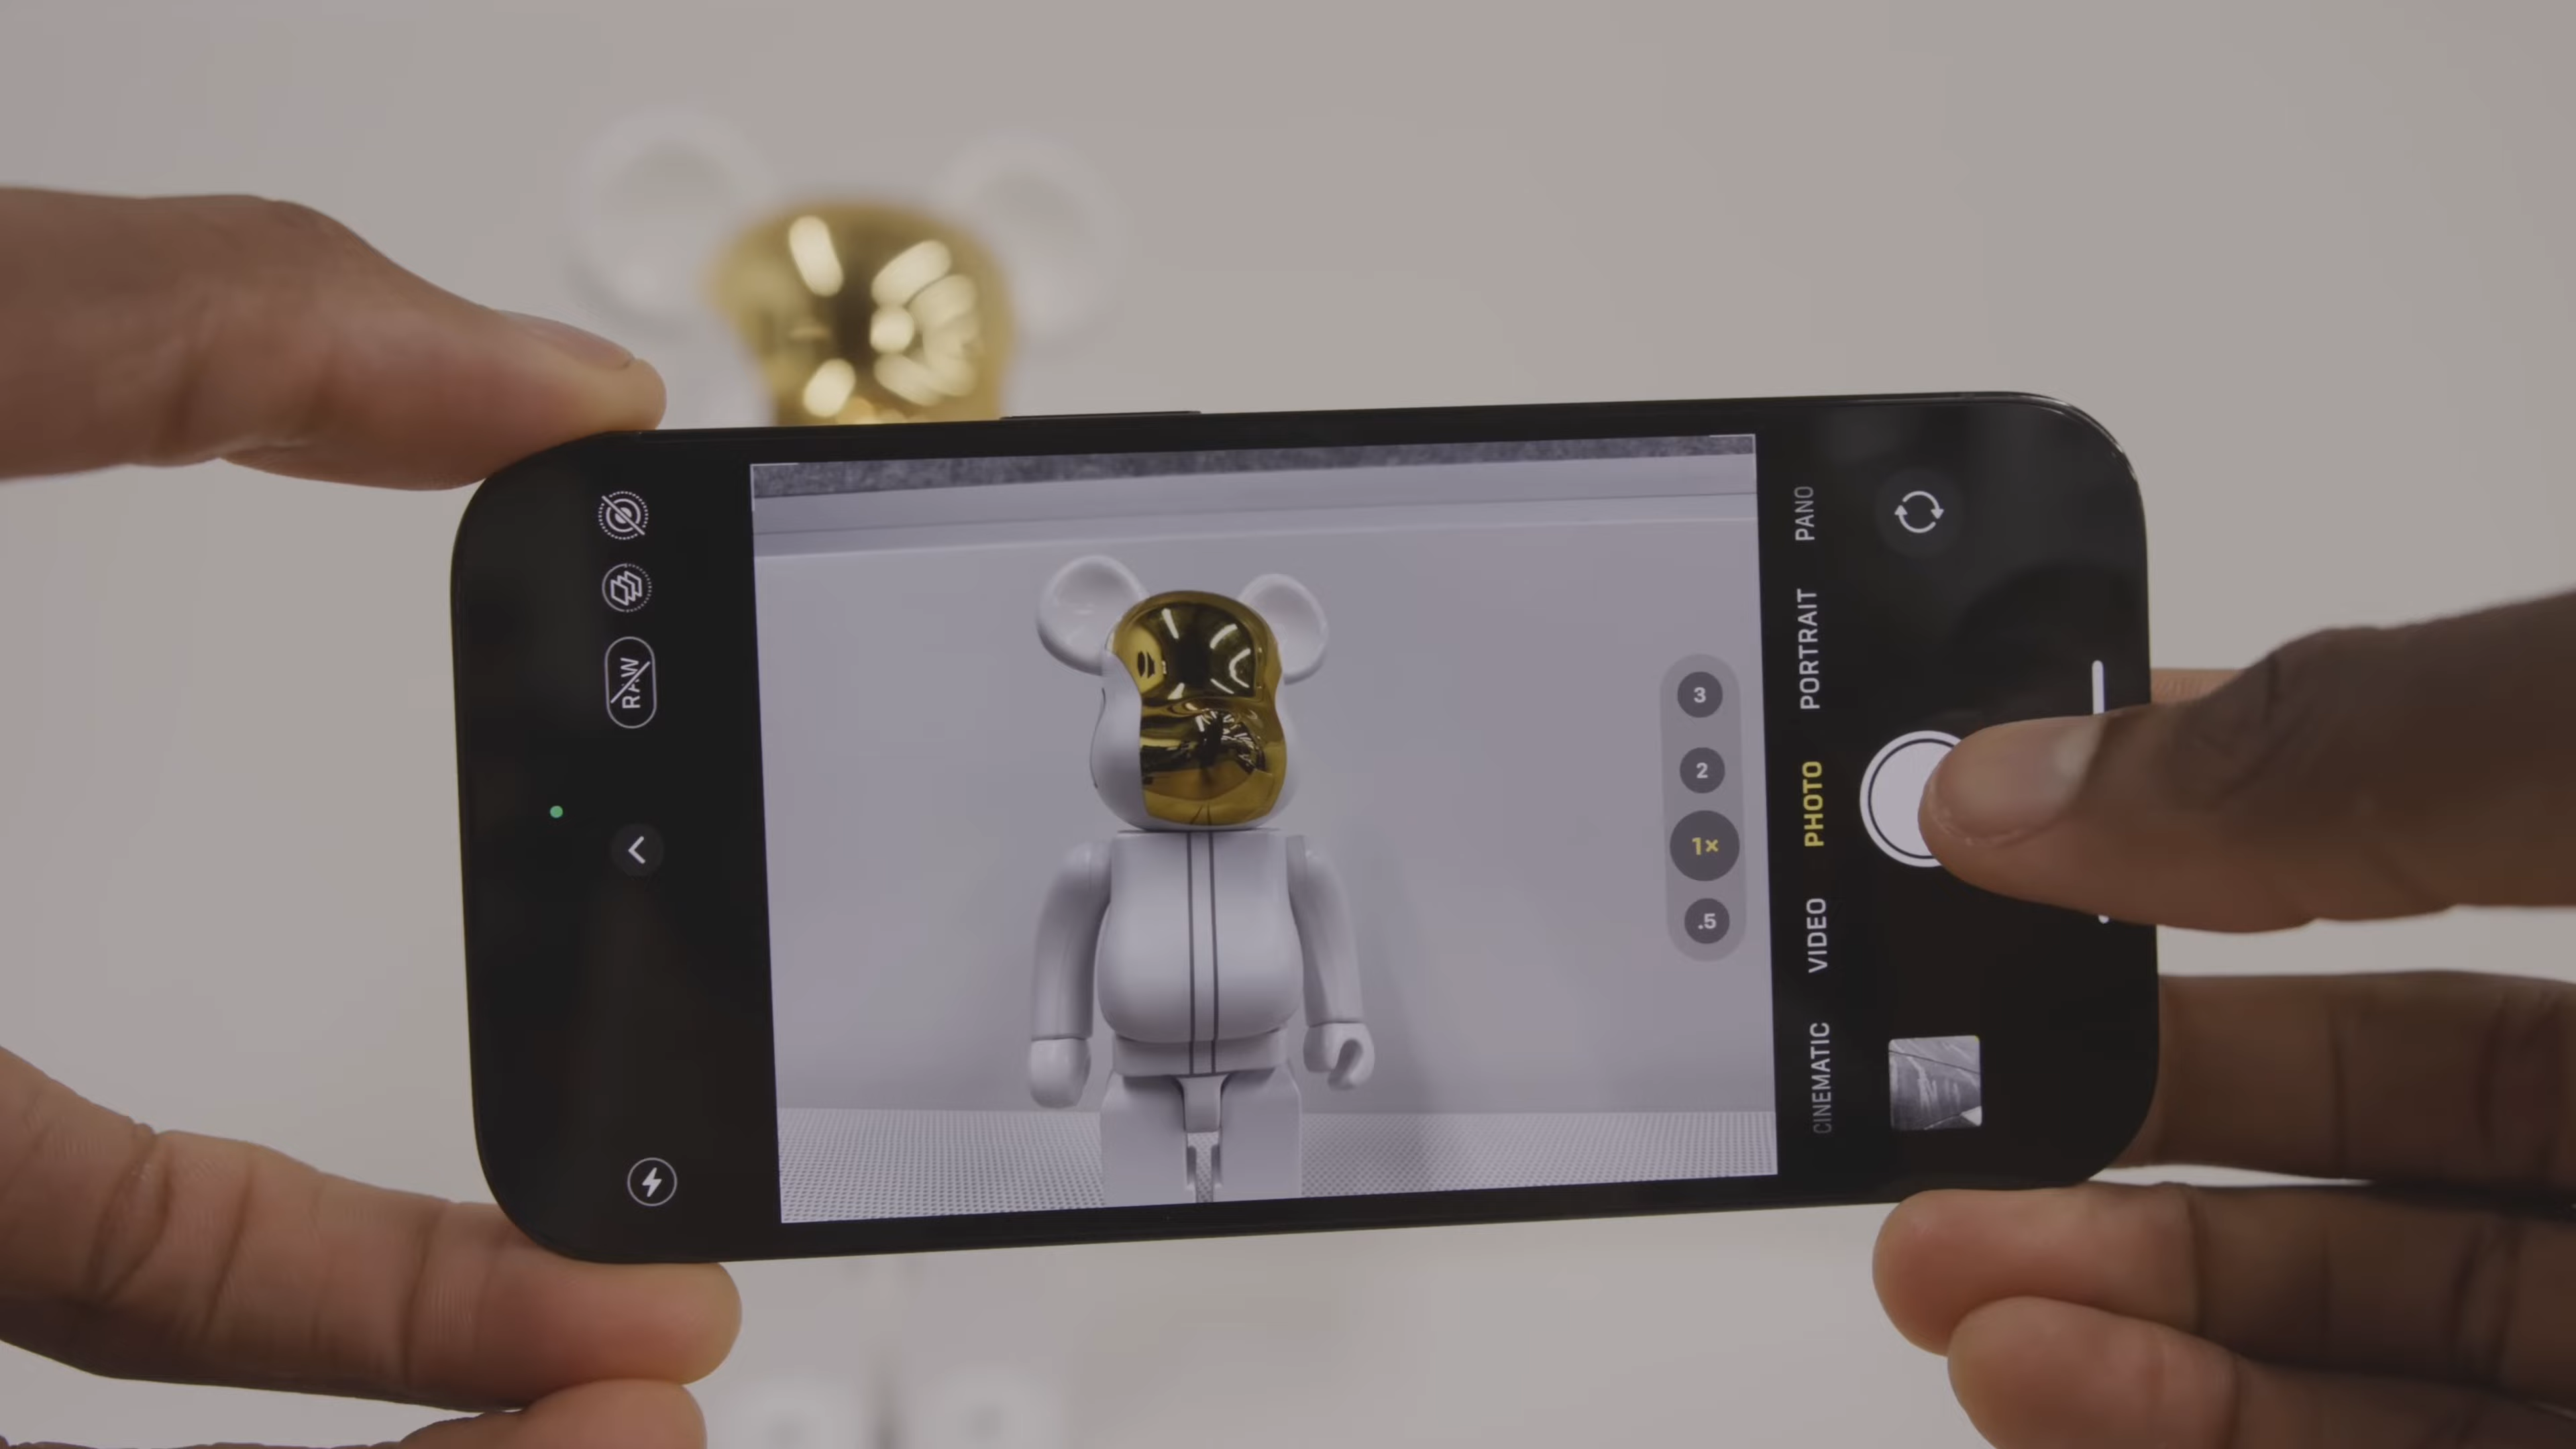 RAW
3
2
1×
.5
PANO
PORTRAIT
PHOTO
VIDEO
CINEMATIC